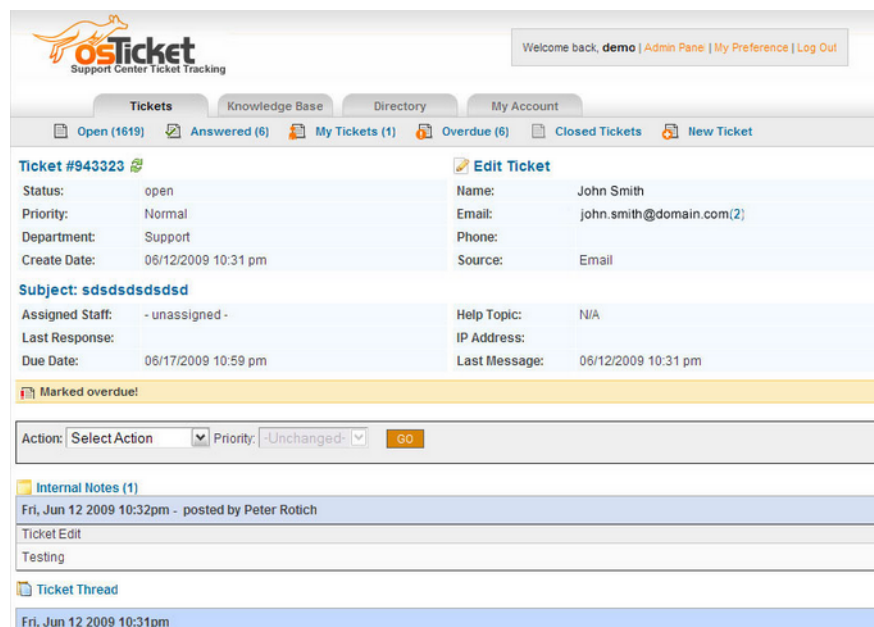 osTicket
Support Center Ticket Tracking
Welcome back, demo | Admin Panel | My Preference | Log Out
Tickets Knowledge Base Directory My Account
Open (1619) Answered (6) My Tickets (1) Overdue (6) Closed Tickets New Ticket
Ticket #943323 Edit Ticket
Status: open Name: John Smith
Priority: Normal Email: john.smith@domain.com(2)
Department: Support Phone:
Create Date: 06/12/2009 10:31 pm Source: Email
Subject: sdsdsdsdsdsd
Assigned Staff: - unassigned - Help Topic: N/A
Last Response: IP Address:
Due Date: 06/17/2009 10:59 pm Last Message: 06/12/2009 10:31 pm
Marked overdue!
Action: Select Action Priority: -Unchanged- GO
Internal Notes (1)
Fri, Jun 12 2009 10:32pm - posted by Peter Rotich
Ticket Edit
Testing
Ticket Thread
Fri, Jun 12 2009 10:31pm